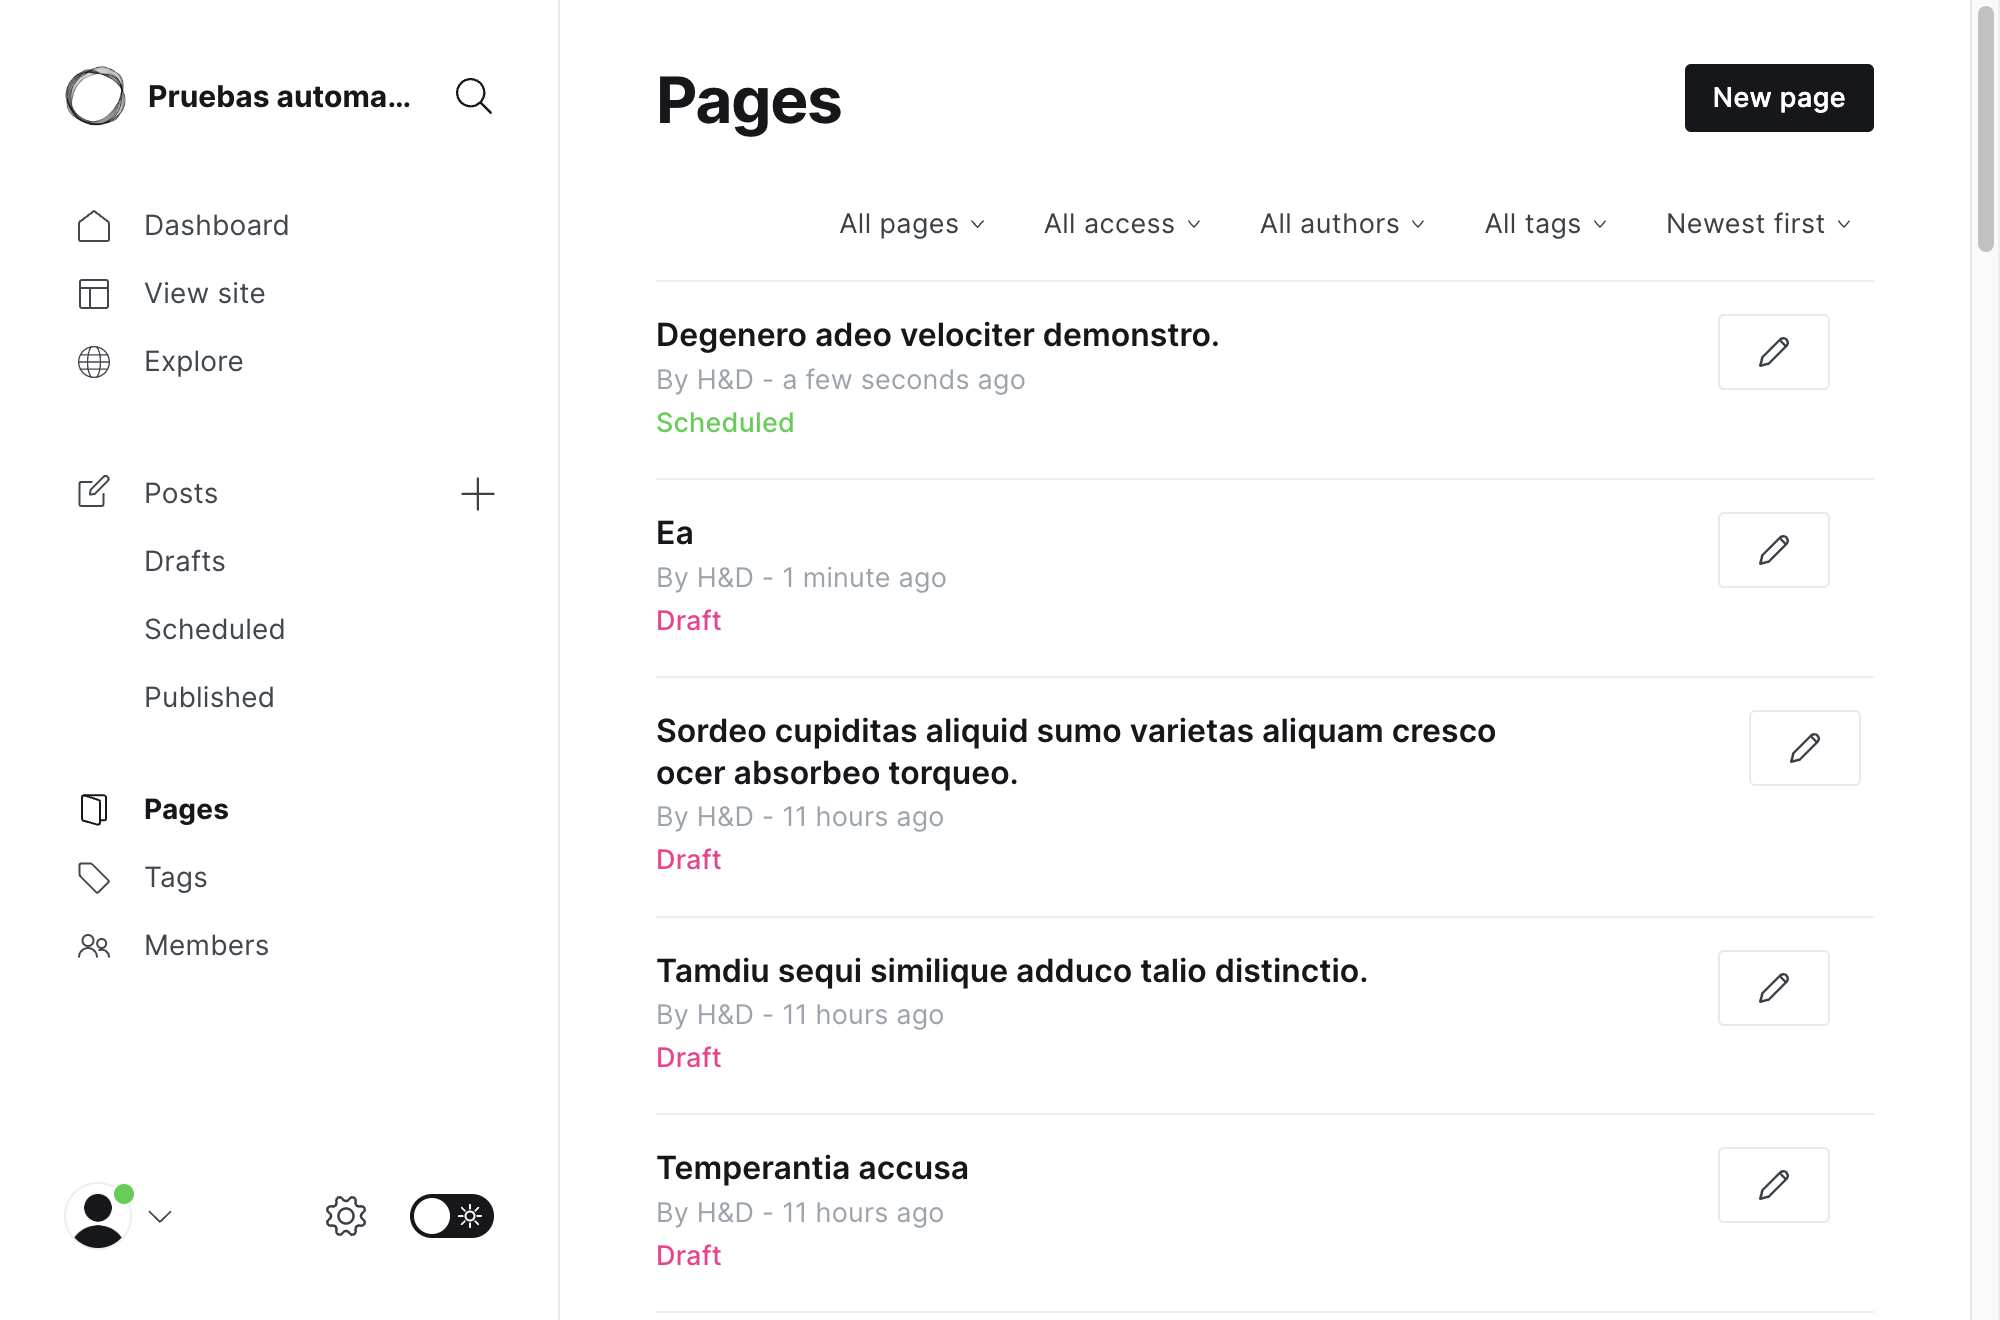 Pruebas automa...
Dashboard
View site
Explore
Posts
Drafts
Scheduled
Published
Pages
Tags
Members
Pages
New page
All pages
All access
All authors
All tags
Newest first
Degenero adeo velociter demonstro.
By H&D - a few seconds ago
Scheduled
Ea
By H&D - 1 minute ago
Draft
Sordeo cupiditas aliquid sumo varietas aliquam cresco
ocer absorbeo torqueo.
By H&D - 11 hours ago
Draft
Tamdiu sequi similique adduco talio distinctio.
By H&D - 11 hours ago
Draft
Temperantia accusa
By H&D - 11 hours ago
Draft